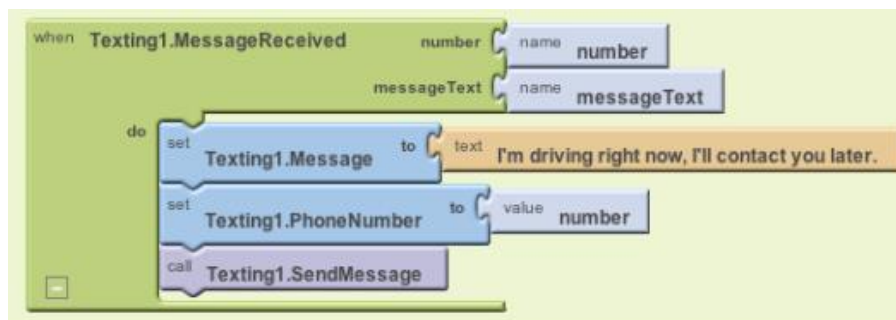 when Texting1.MessageReceived number name number
messageText name messageText
do
set Texting1.Message to text I'm driving right now, I'll contact you later.
set Texting1.PhoneNumber to value number
call Texting1.SendMessage